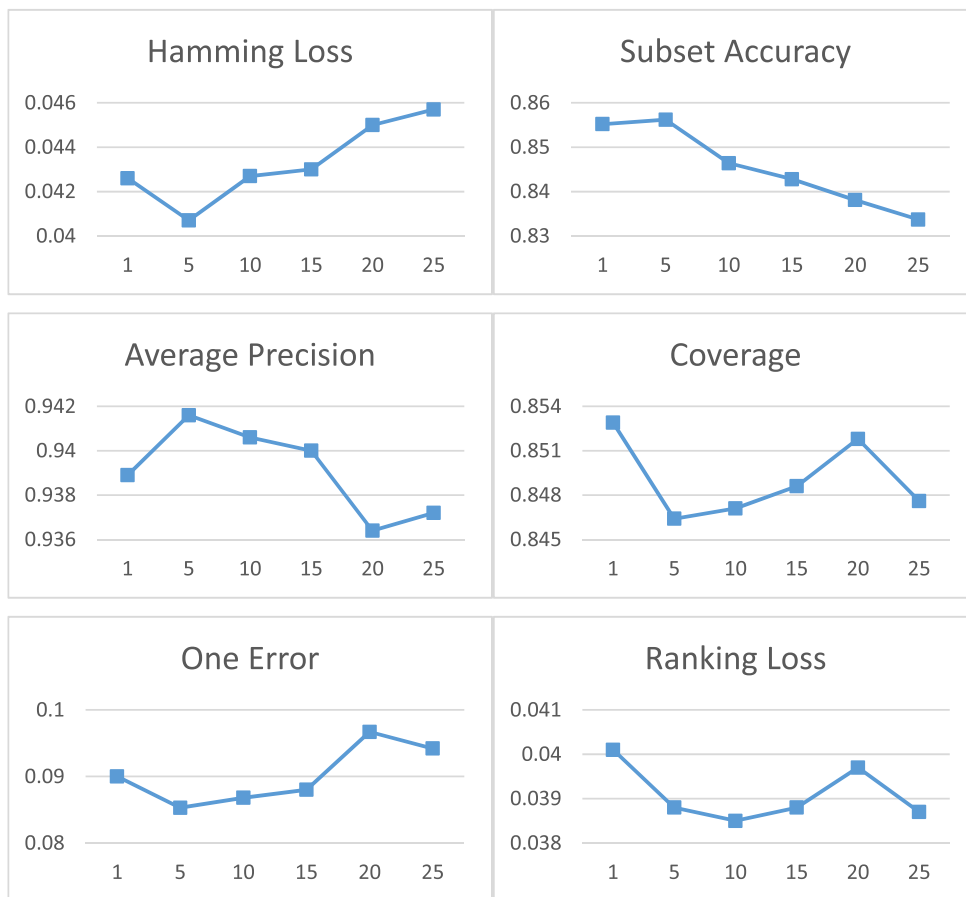 Hamming Loss
0.046
0.044
0.042
0.04
1 5 10 15 20 25
Subset Accuracy
0.86
0.85
0.84
0.83
1 5 10 15 20 25
Average Precision
0.942
0.94
0.938
0.936
1 5 10 15 20 25
Coverage
0.854
0.851
0.848
0.845
1 5 10 15 20 25
One Error
0.1
0.09
0.08
1 5 10 15 20 25
Ranking Loss
0.041
0.04
0.039
0.038
1 5 10 15 20 25